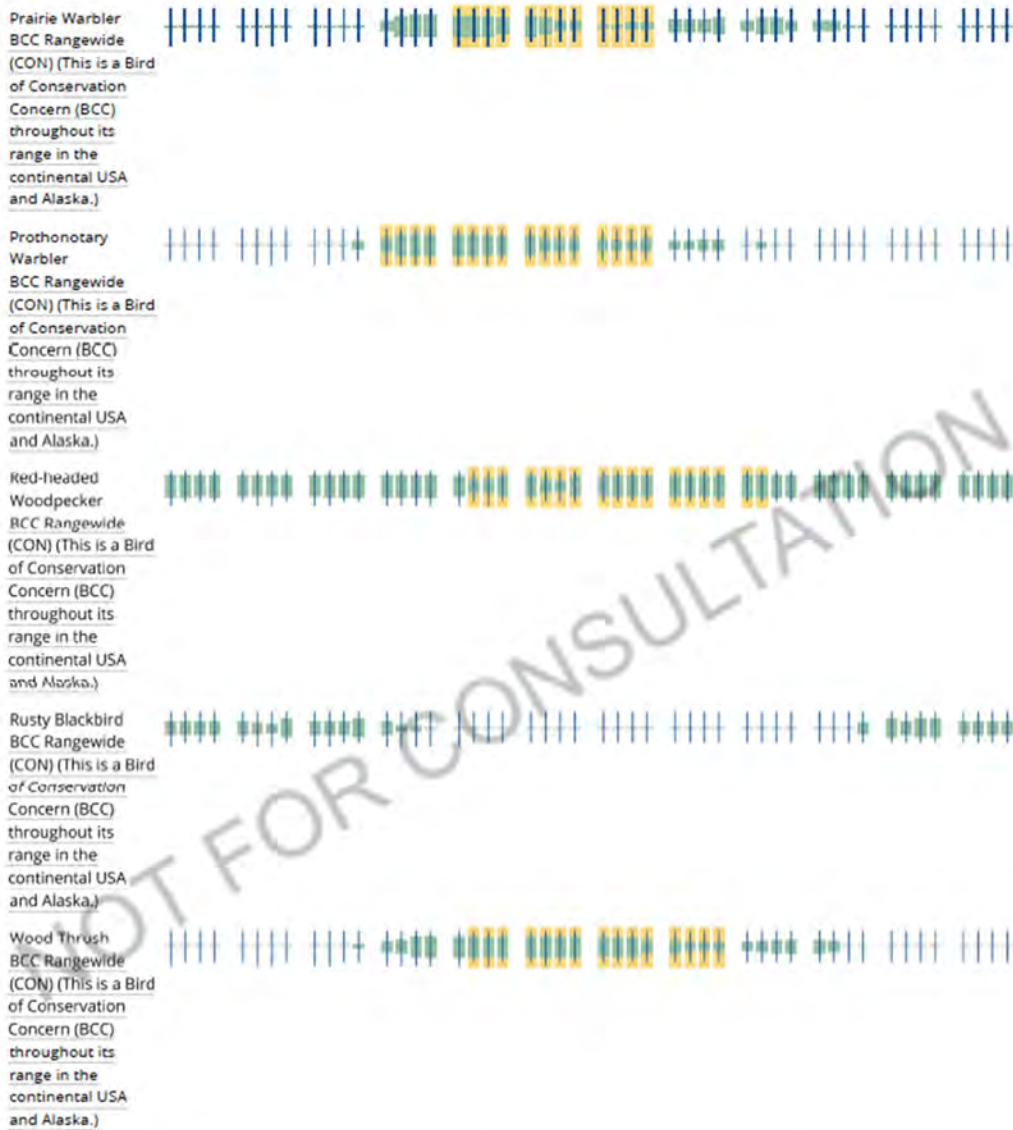 Prairie Warbler
BCC Rangewide
(CON) (This is a Bird
of Conservation
Concern (BCC)
throughout its
range in the
continental USA
and Alaska.)
Prothonotary
Warbler
BCC Rangewide
(CON) (This is a Bird
of Conservation
Concern (BCC)
throughout its
range in the
continental USA
and Alaska.)
Red-headed
Woodpecker
BCC Rangewide
(CON) (This is a Bird
of Conservation
Concern (BCC)
throughout its
range in the
continental USA
and Alaska.)
Rusty Blackbird
BCC Rangewide
(CON) (This is a Bird
of Conservation
Concern (BCC)
throughout its
range in the
continental USA
and Alaska.)
Wood Thrush
BCC Rangewide
(CON) (This is a Bird
of Conservation
Concern (BCC)
throughout its
range in the
continental USA
and Alaska.)
NOT FOR CONSULTATION